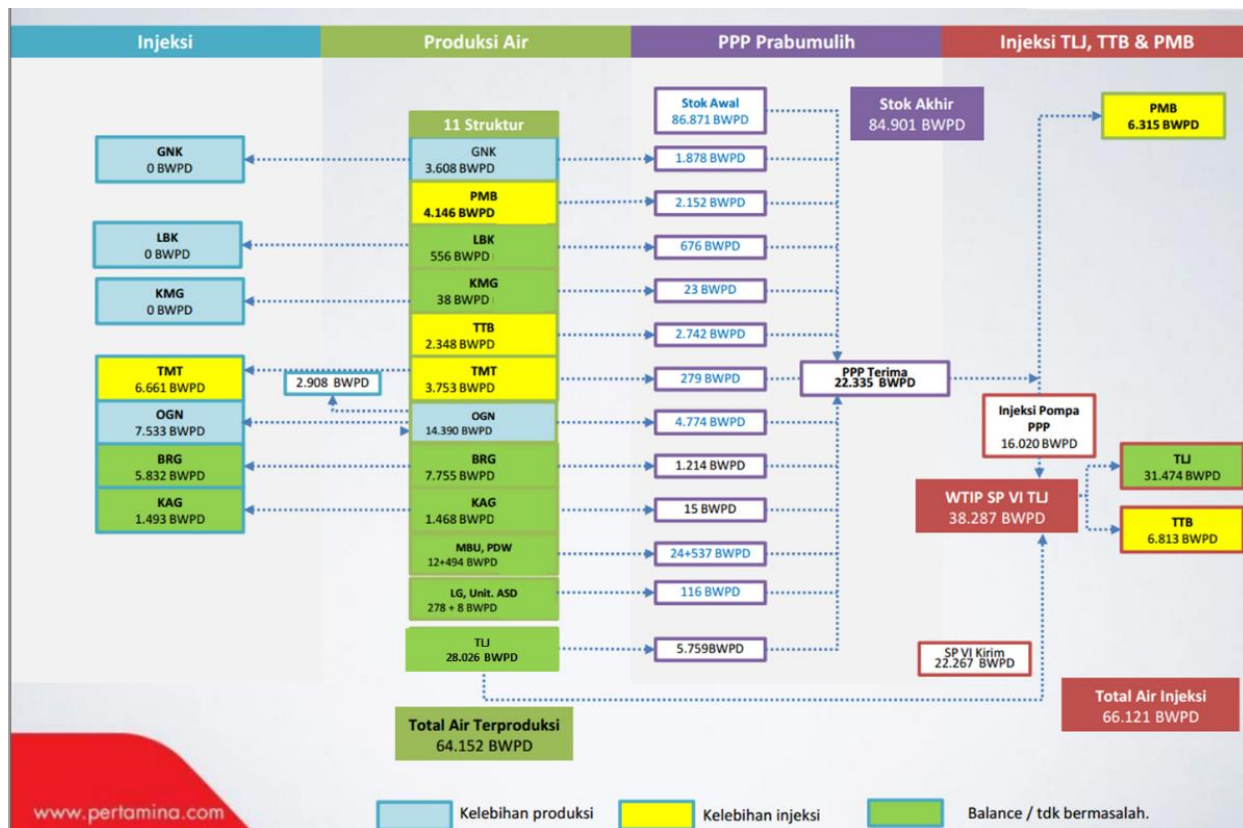 Injeksi
Produksi Air
PPP Prabumulih
Injeksi TLJ, TTB & PMB
Stok Awal
86.871 BWPD
Stok Akhir
84.901 BWPD
PMB
6.315 BWPD
11 Struktur
GNK
0 BWPD
GNK
3.608 BWPD
1.878 BWPD
PMB
4.146 BWPD
2.152 BWPD
LBK
0 BWPD
LBK
556 BWPD
676 BWPD
KMG
0 BWPD
KMG
38 BWPD
23 BWPD
TTB
2.348 BWPD
2.742 BWPD
TMT
6.661 BWPD
2.908 BWPD
TMT
3.753 BWPD
279 BWPD
PPP Terima
22.335 BWPD
OGN
7.533 BWPD
OGN
14.390 BWPD
4.774 BWPD
Injeksi Pompa
PPP
16.020 BWPD
BRG
5.832 BWPD
BRG
7.755 BWPD
1.214 BWPD
TLJ
31.474 BWPD
KAG
1.493 BWPD
KAG
1.468 BWPD
15 BWPD
WTIP SP VI TLJ
38.287 BWPD
TTB
6.813 BWPD
MBU, PDW
12+494 BWPD
24+537 BWPD
LG, Unit. ASD
278 + 8 BWPD
116 BWPD
TLJ
28.026 BWPD
5.759BWPD
SP VI Kirim
22.267 BWPD
Total Air Terproduksi
64.152 BWPD
Total Air Injeksi
66.121 BWPD
www.pertamina.com
Kelebihan produksi
Kelebihan injeksi
Balance / tdk bermasalah.